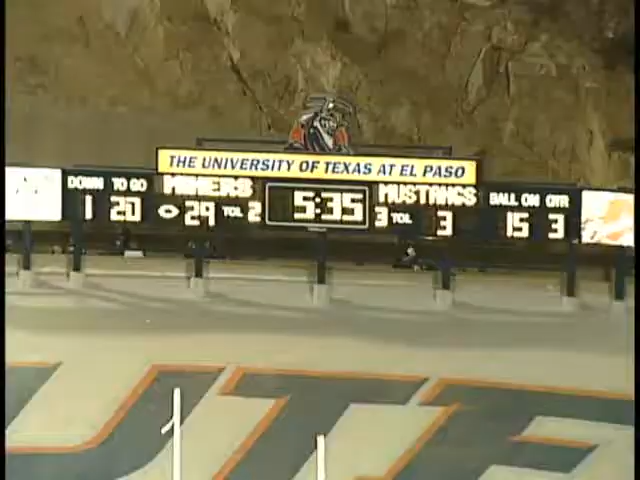 THE UNIVERSITY OF TEXAS AT EL PASO
DOWN TO GO MINERS 5:35 MUSTANGS BALL ON QTR
1 20 29 TOL 2 3 TOL 3 15 3
UTE